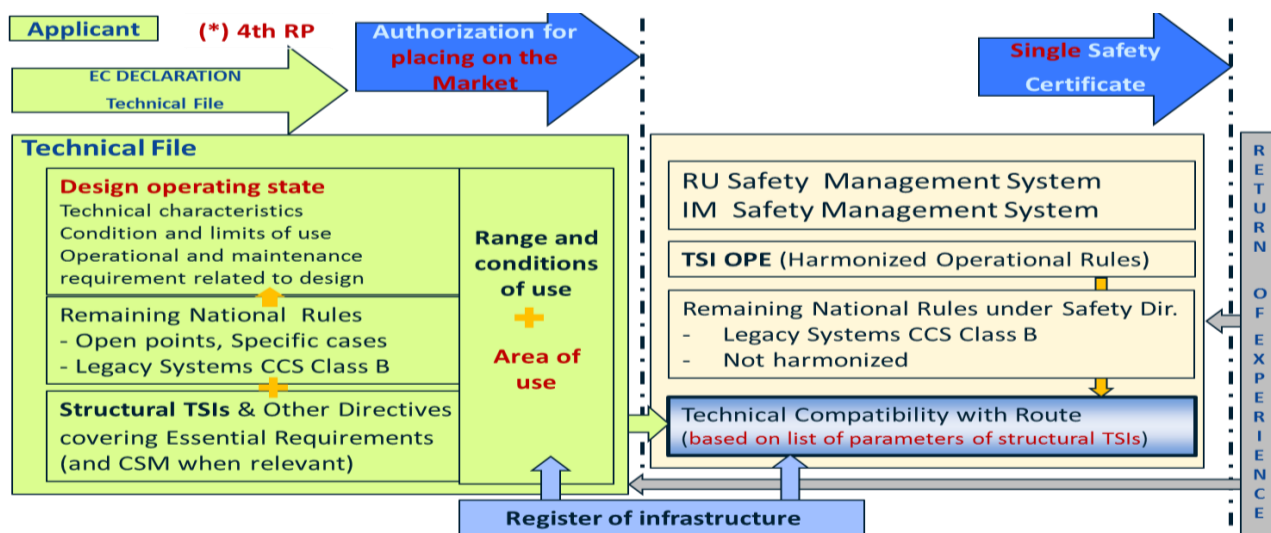 Applicant
(*) 4th RP
EC DECLARATION
Technical File
Authorization for
placing on the
Market
Single Safety
Certificate
Technical File
Design operating state
Technical characteristics
Condition and limits of use
Operational and maintenance
requirement related to design
Remaining National Rules
- Open points, Specific cases
- Legacy Systems CCS Class B
Structural TSIs & Other Directives
covering Essential Requirements
(and CSM when relevant)
Range and
conditions
of use
Area of
use
RU Safety Management System
IM Safety Management System
TSI OPE (Harmonized Operational Rules)
Remaining National Rules under Safety Dir.
- Legacy Systems CCS Class B
- Not harmonized
Technical Compatibility with Route
(based on list of parameters of structural TSIs)
Register of infrastructure
RETURN OF EXPERIENCE